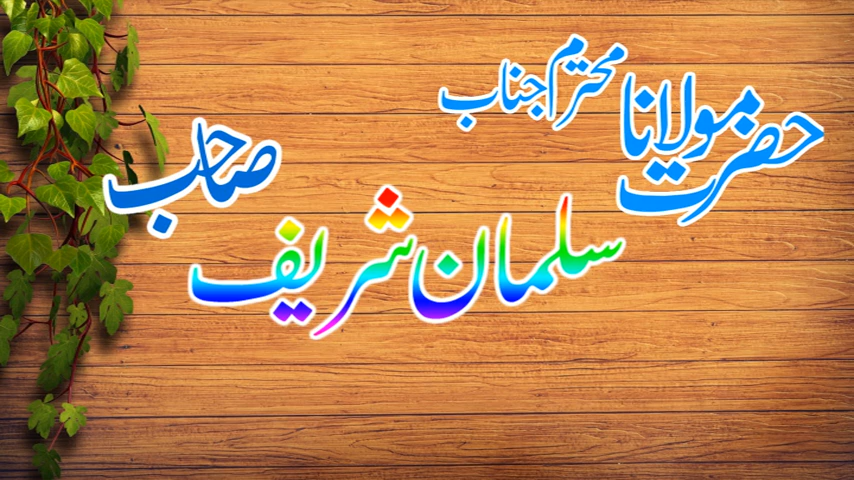 حضرت مولانا محترم جناب
سلمان شریف صاحب